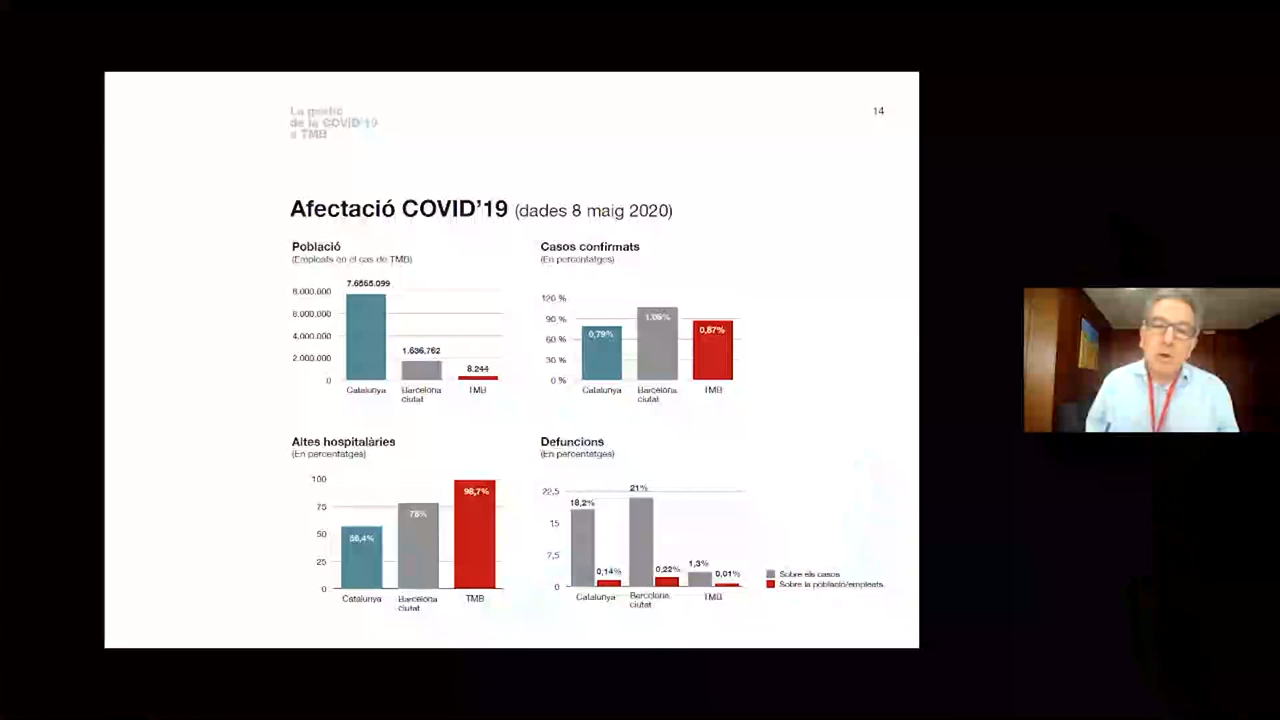 La gestió
de la COVID'19
a TMB
14
Afectació COVID'19 (dades 8 maig 2020)
Població
(Empleats en el cas de TMB)
7.6565.099
8.000.000
6.000.000
4.000.000
2.000.000
0
1.636,762
8.244
Catalunya
Barcelona
ciutat
TMB
Casos confirmats
(En percentatges)
120 %
90 %
60 %
30 %
0 %
0,79%
1.06%
0,87%
Catalunya
Barcelona
ciutat
TMB
Altes hospitalàries
(En percentatges)
100
75
50
25
0
56,4%
78%
98,7%
Catalunya
Barcelona
ciutat
TMB
Defuncions
(En percentatges)
22,5
15
7,5
0
18,2%
0,14%
21%
0,22%
1,3%
0,01%
Catalunya
Barcelona
ciutat
TMB
Sobre els casos
Sobre la població/empleats